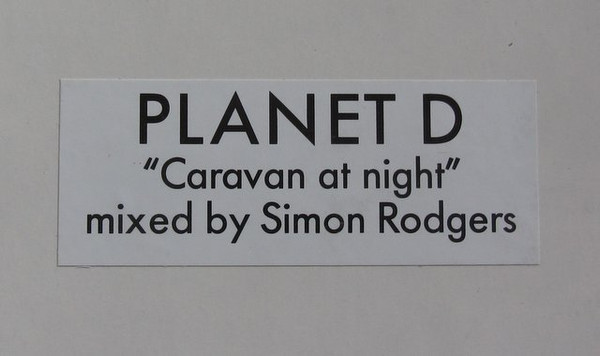 PLANET D
“Caravan at night”
mixed by Simon Rodgers